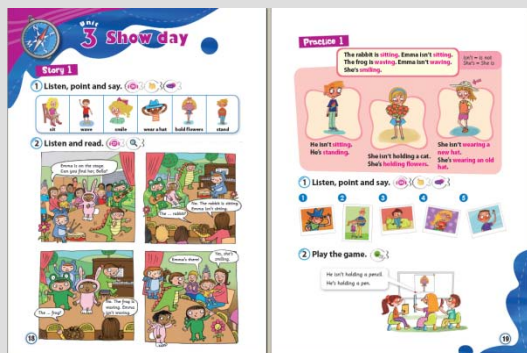 Unit
3 Show day
Story 1
1 Listen, point and say.
sit
wave
smile
wear a hat
hold flowers
stand
2 Listen and read.
Emma is on the stage.
Can you find her, Bella?
The ... rabbit?
No. The rabbit is sitting.
Emma isn't sitting.
The ... frog?
No. The frog is
waving. Emma
isn't waving.
Emma's there!
Yes, she's
smiling.
18
Practice 1
The rabbit is sitting. Emma isn't sitting.
The frog is waving. Emma isn't waving.
She's smiling.
isn't = is not
She's = She is
He isn't sitting.
He's standing.
She isn't holding a cat.
She's holding flowers.
She isn't wearing a
new hat.
She's wearing an old
hat.
1 Listen, point and say.
1
2
3
4
5
2 Play the game.
He isn't holding a pencil.
He's holding a pen.
19